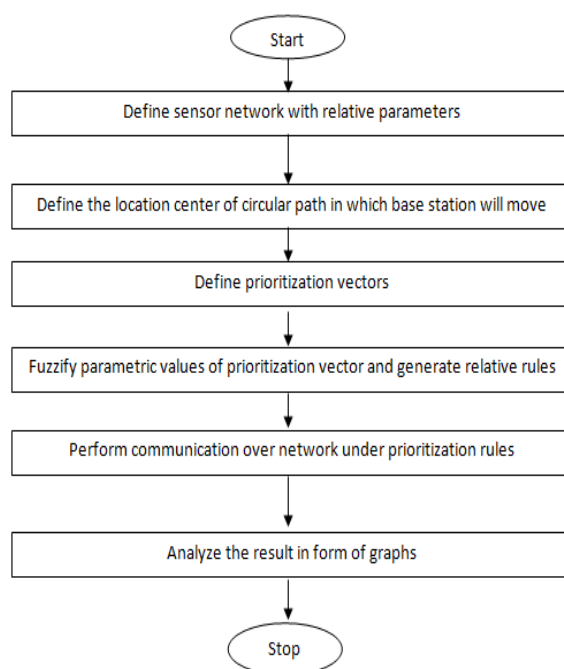 Start
Define sensor network with relative parameters
Define the location center of circular path in which base station will move
Define prioritization vectors
Fuzzify parametric values of prioritization vector and generate relative rules
Perform communication over network under prioritization rules
Analyze the result in form of graphs
Stop